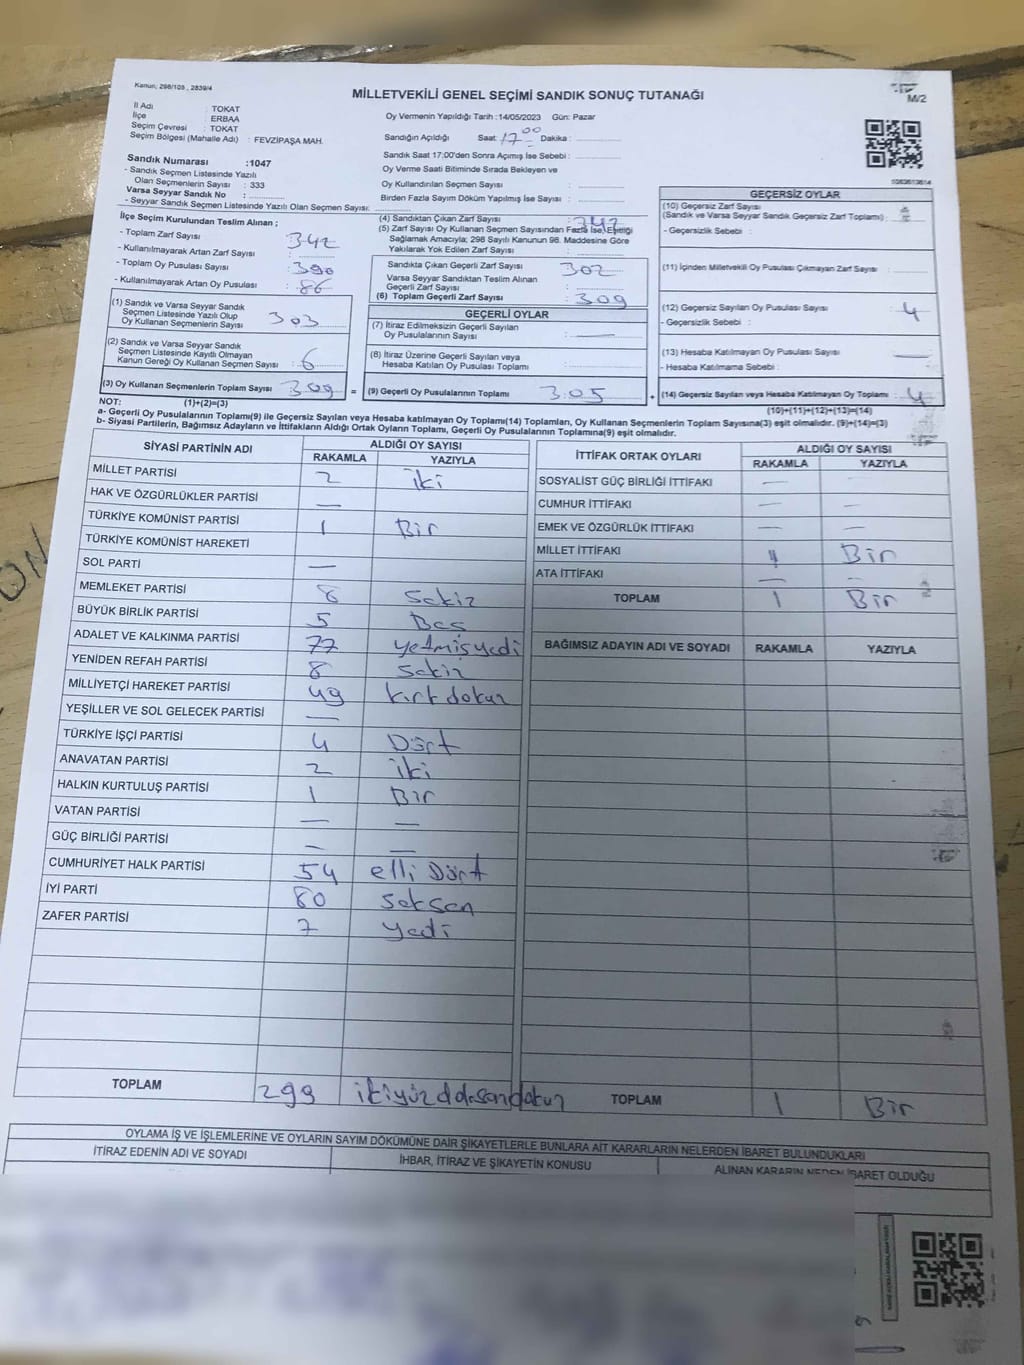 Kanun; 298/105 , 2839/4
M/2
MİLLETVEKİLİ GENEL SEÇİMİ SANDIK SONUÇ TUTANAĞI
İl Adı : TOKAT
İlçe : ERBAA
Seçim Çevresi : TOKAT
Seçim Bölgesi (Mahalle Adı) : FEVZİPAŞA MAH.
Sandık Numarası :1047
- Sandık Seçmen Listesinde Yazılı
Olan Seçmenlerin Sayısı : 333
Varsa Seyyar Sandık No :
- Seyyar Sandık Seçmen Listesinde Yazılı Olan Seçmen Sayısı:
Oy Vermenin Yapıldığı Tarih :14/05/2023 Gün: Pazar
Sandığın Açıldığı Saat: 17 00 Dakika:
Sandık Saat 17:00'den Sonra Açımış İse Sebebi :
Oy Verme Saati Bitiminde Sırada Bekleyen ve
Oy Kullandırılan Seçmen Sayısı :
Birden Fazla Sayım Döküm Yapılmış İse Sayısı :
İlçe Seçim Kurulundan Teslim Alınan ;
- Toplam Zarf Sayısı : 342
- Kullanılmayarak Artan Zarf Sayısı :
- Toplam Oy Pusulası Sayısı : 390
- Kullanılmayarak Artan Oy Pusulası : 86
(1) Sandık ve Varsa Seyyar Sandık
Seçmen Listesinde Yazılı Olup
Oy Kullanan Seçmenlerin Sayısı : 303
(2) Sandık ve Varsa Seyyar Sandık
Seçmen Listesinde Kayıtlı Olmayan
Kanun Gereği Oy Kullanan Seçmen Sayısı : 6
(3) Oy Kullanan Seçmenlerin Toplam Sayısı : 309 =
(1)+(2)=(3)
(4) Sandıktan Çıkan Zarf Sayısı : 342
(5) Zarf Sayısı Oy Kullanan Seçmen Sayısından Fazla İse, Eşitliği
Sağlamak Amacıyla; 298 Sayılı Kanunun 98. Maddesine Göre
Yakılarak Yok Edilen Zarf Sayısı :
Sandıkta Çıkan Geçerli Zarf Sayısı : 302
Varsa Seyyar Sandıktan Teslim Alınan
Geçerli Zarf Sayısı :
(6) Toplam Geçerli Zarf Sayısı : 309
GEÇERLİ OYLAR
(7) İtiraz Edilmeksizin Geçerli Sayılan
Oy Pusulalarının Sayısı : —
(8) İtiraz Üzerine Geçerli Sayılan veya
Hesaba Katılan Oy Pusulası Toplamı :
(9) Geçerli Oy Pusulalarının Toplamı : 305 +
1083613614
GEÇERSİZ OYLAR
(10) Geçersiz Zarf Sayısı
(Sandık ve Varsa Seyyar Sandık Geçersiz Zarf Toplamı) :
- Geçersizlik Sebebi :
(11) İçinden Milletvekili Oy Pusulası Çıkmayan Zarf Sayısı :
(12) Geçersiz Sayılan Oy Pusulası Sayısı : 4
- Geçersizlik Sebebi :
(13) Hesaba Katılmayan Oy Pusulası Sayısı : —
- Hesaba Katılmama Sebebi :
(14) Geçersiz Sayılan veya Hesaba Katılmayan Oy Toplamı : 4
(10)+(11)+(12)+(13)=(14)
NOT:
a- Geçerli Oy Pusulalarının Toplamı(9) ile Geçersiz Sayılan veya Hesaba katılmayan Oy Toplamı(14) Toplamları, Oy Kullanan Seçmenlerin Toplam Sayısına(3) eşit olmalıdır. (9)+(14)=(3)
b- Siyasi Partilerin, Bağımsız Adayların ve İttifakların Aldığı Ortak Oyların Toplamı, Geçerli Oy Pusulalarının Toplamına(9) eşit olmalıdır.
SİYASİ PARTİNİN ADI ALDIĞI OY SAYISI
RAKAMLA YAZIYLA
MİLLET PARTİSİ 2 iki
HAK VE ÖZGÜRLÜKLER PARTİSİ —
TÜRKİYE KOMÜNİST PARTİSİ 1 Bir
TÜRKİYE KOMÜNİST HAREKETİ
SOL PARTİ —
MEMLEKET PARTİSİ 8 Sekiz
BÜYÜK BİRLİK PARTİSİ 5 Beş
ADALET VE KALKINMA PARTİSİ 77 yetmişyedi
YENİDEN REFAH PARTİSİ 8 Sekiz
MİLLİYETÇİ HAREKET PARTİSİ 49 kırk dokuz
YEŞİLLER VE SOL GELECEK PARTİSİ —
TÜRKİYE İŞÇİ PARTİSİ 4 Dört
ANAVATAN PARTİSİ 2 iki
HALKIN KURTULUŞ PARTİSİ 1 Bir
VATAN PARTİSİ — —
GÜÇ BİRLİĞİ PARTİSİ — —
CUMHURİYET HALK PARTİSİ 54 elli Dört
İYİ PARTİ 80 Seksen
ZAFER PARTİSİ 7 yedi
TOPLAM 299
İTTİFAK ORTAK OYLARI ALDIĞI OY SAYISI
RAKAMLA YAZIYLA
SOSYALİST GÜÇ BİRLİĞİ İTTİFAKI — —
CUMHUR İTTİFAKI — —
EMEK VE ÖZGÜRLÜK İTTİFAKI — —
MİLLET İTTİFAKI Bir
ATA İTTİFAKI — —
TOPLAM 1 Bir
BAĞIMSIZ ADAYIN ADI VE SOYADI RAKAMLA YAZIYLA
TOPLAM 1 Bir
OYLAMA İŞ VE İŞLEMLERİNE VE OYLARIN SAYIM DÖKÜMÜNE DAİR ŞİKAYETLERLE BUNLARA AİT KARARLARIN NELERDEN İBARET BULUNDUKLARI
İTİRAZ EDENİN ADI VE SOYADI İHBAR, İTİRAZ VE ŞİKAYETİN KONUSU ALINAN KARARIN NEDEN İBARET OLDUĞU